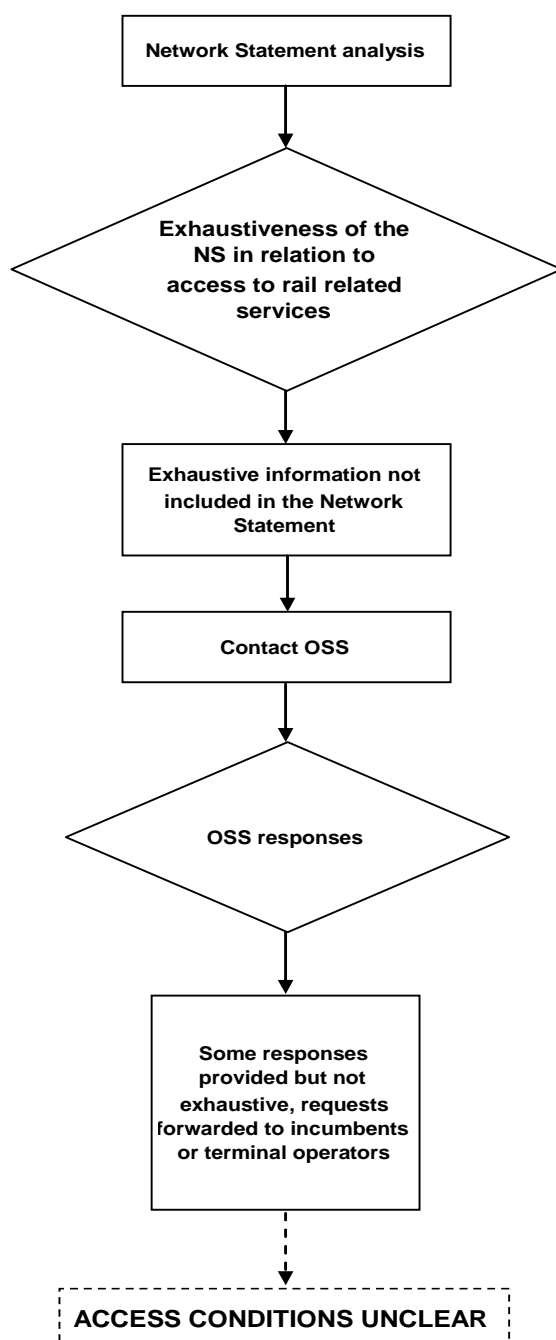 Network Statement analysis
Exhaustiveness of the
NS in relation to
access to rail related
services
Exhaustive information not
included in the Network
Statement
Contact OSS
OSS responses
Some responses
provided but not
exhaustive, requests
forwarded to incumbents
or terminal operators
ACCESS CONDITIONS UNCLEAR